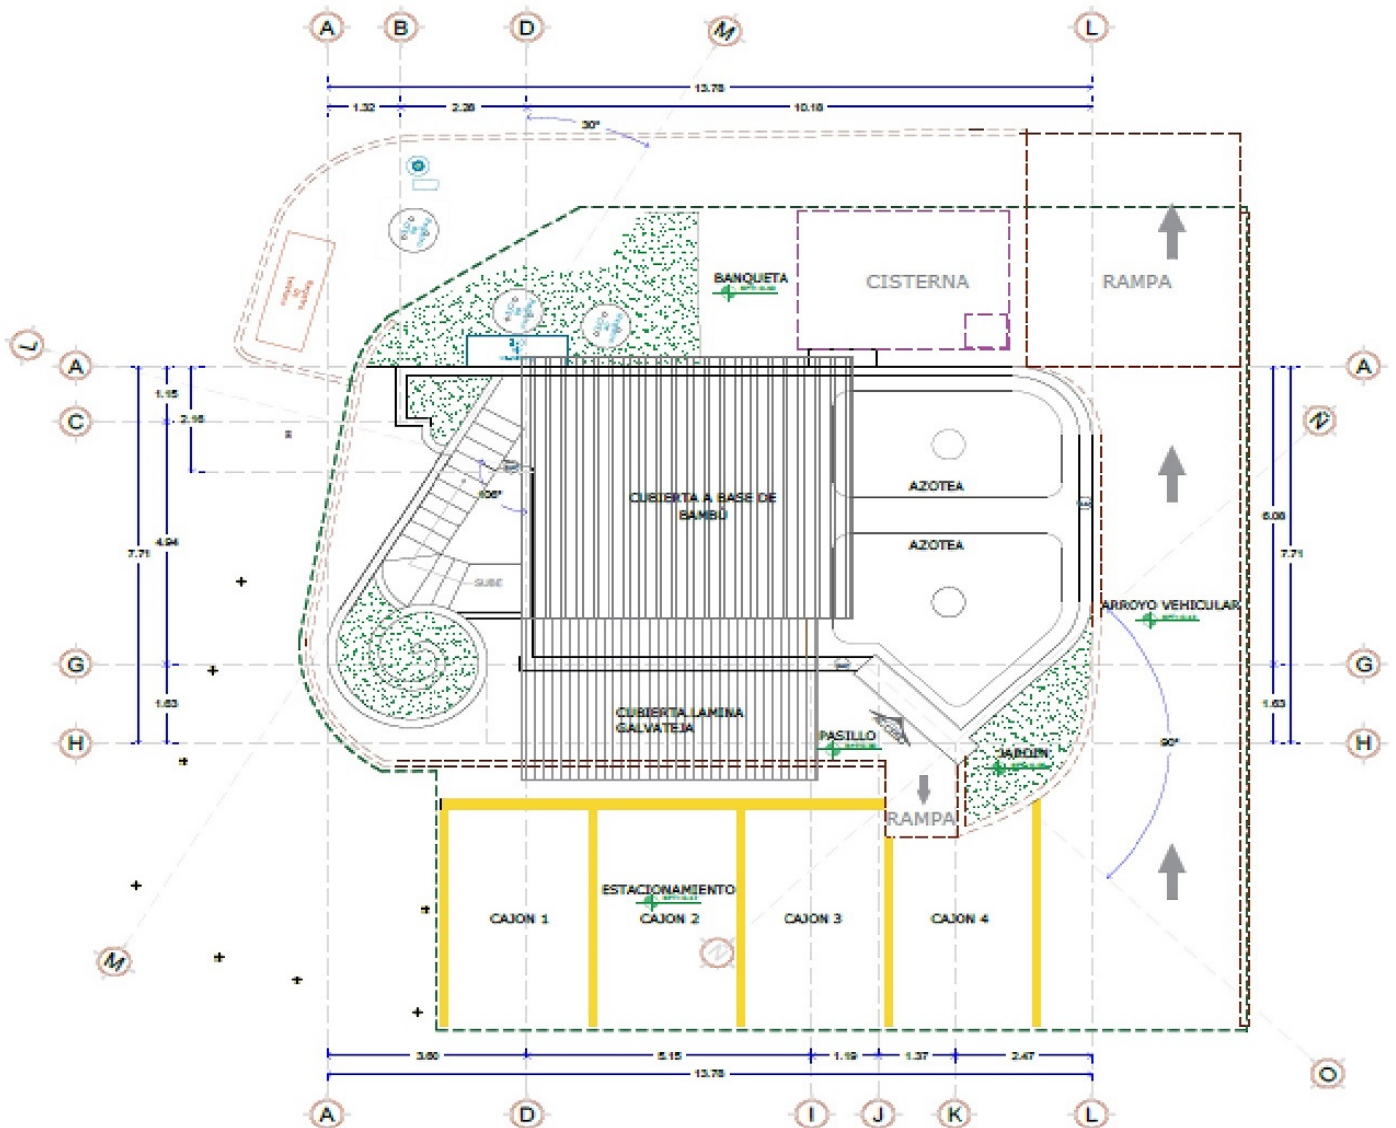 A
B
D
M
L
13.78
1.32
2.28
10.18
30°
BANQUETA
CISTERNA
RAMPA
L
A
C
G
H
1.15
2.16
4.94
7.71
1.63
106°
SUBE
CUBIERTA A BASE DE
BAMBÚ
AZOTEA
AZOTEA
A
Ñ
6.08
7.71
G
1.63
H
ARROYO VEHICULAR
90°
CUBIERTA LAMINA
GALVATEJA
PASILLO
JARDIN
RAMPA
ESTACIONAMIENTO
CAJON 1
CAJON 2
CAJON 3
CAJON 4
M
N
O
3.60
5.15
1.19
1.37
2.47
13.78
A
D
I
J
K
L